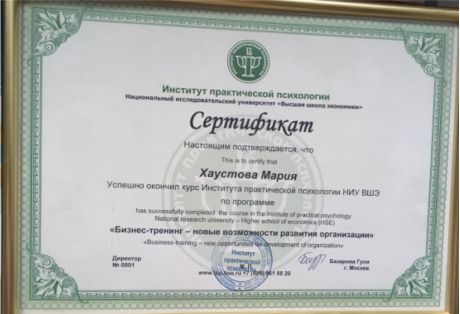 Институт практической психологии
Национальный исследовательский университет «Высшая школа экономики»
Сертификат
Настоящим подтверждается, что
This is to certify that
Хаустова Мария
Успешно окончил курс Института практической психологии НИУ ВШЭ
по программе
has successfully completed the course in the Institute of practical psychology
National research university – Higher school of economics (HSE)
«Бизнес-тренинг – новые возможности развития организации»
«Business-training – new opportunities for development of organization»
Директор
№ 0001
Институт
практической
психологии
М.П.
Базарова Гули
г. Москва